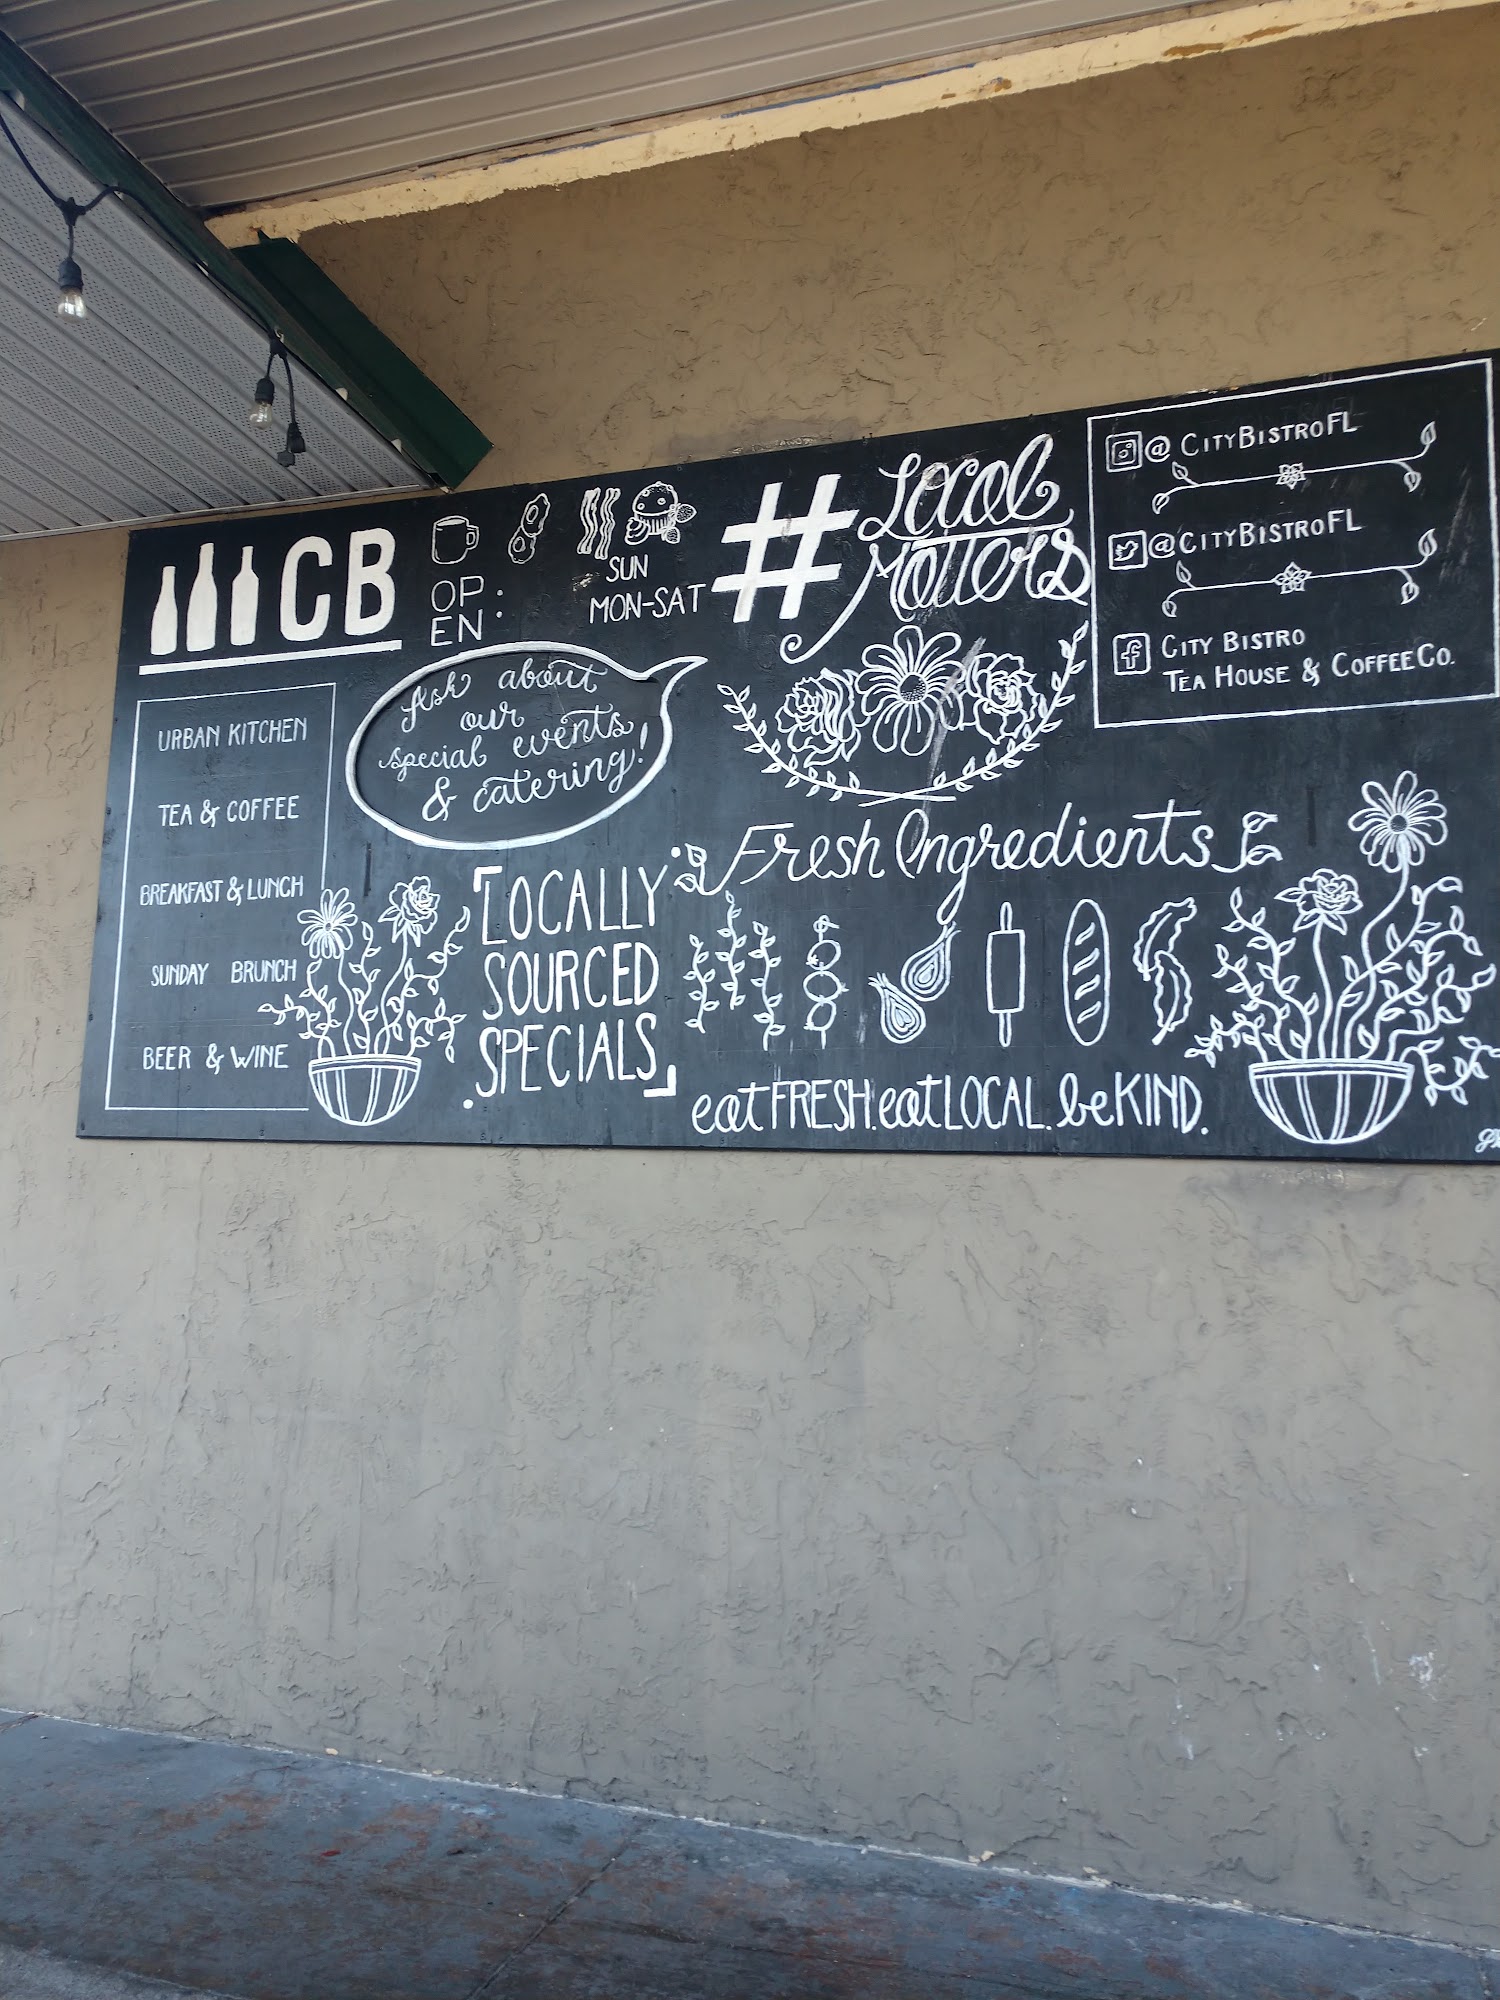 CB
OP
EN:
SUN
MON-SAT
# Local
Matters
@ CITYBISTROFL
@CITYBISTROFL
CITY BISTRO
TEA HOUSE & COFFEE CO.
Ask about
our
special events
& catering!
URBAN KITCHEN
TEA & COFFEE
BREAKFAST & LUNCH
SUNDAY BRUNCH
BEER & WINE
LOCALLY
SOURCED
SPECIALS
Fresh Ingredients
eatFRESH.eatLOCAL.beKIND.